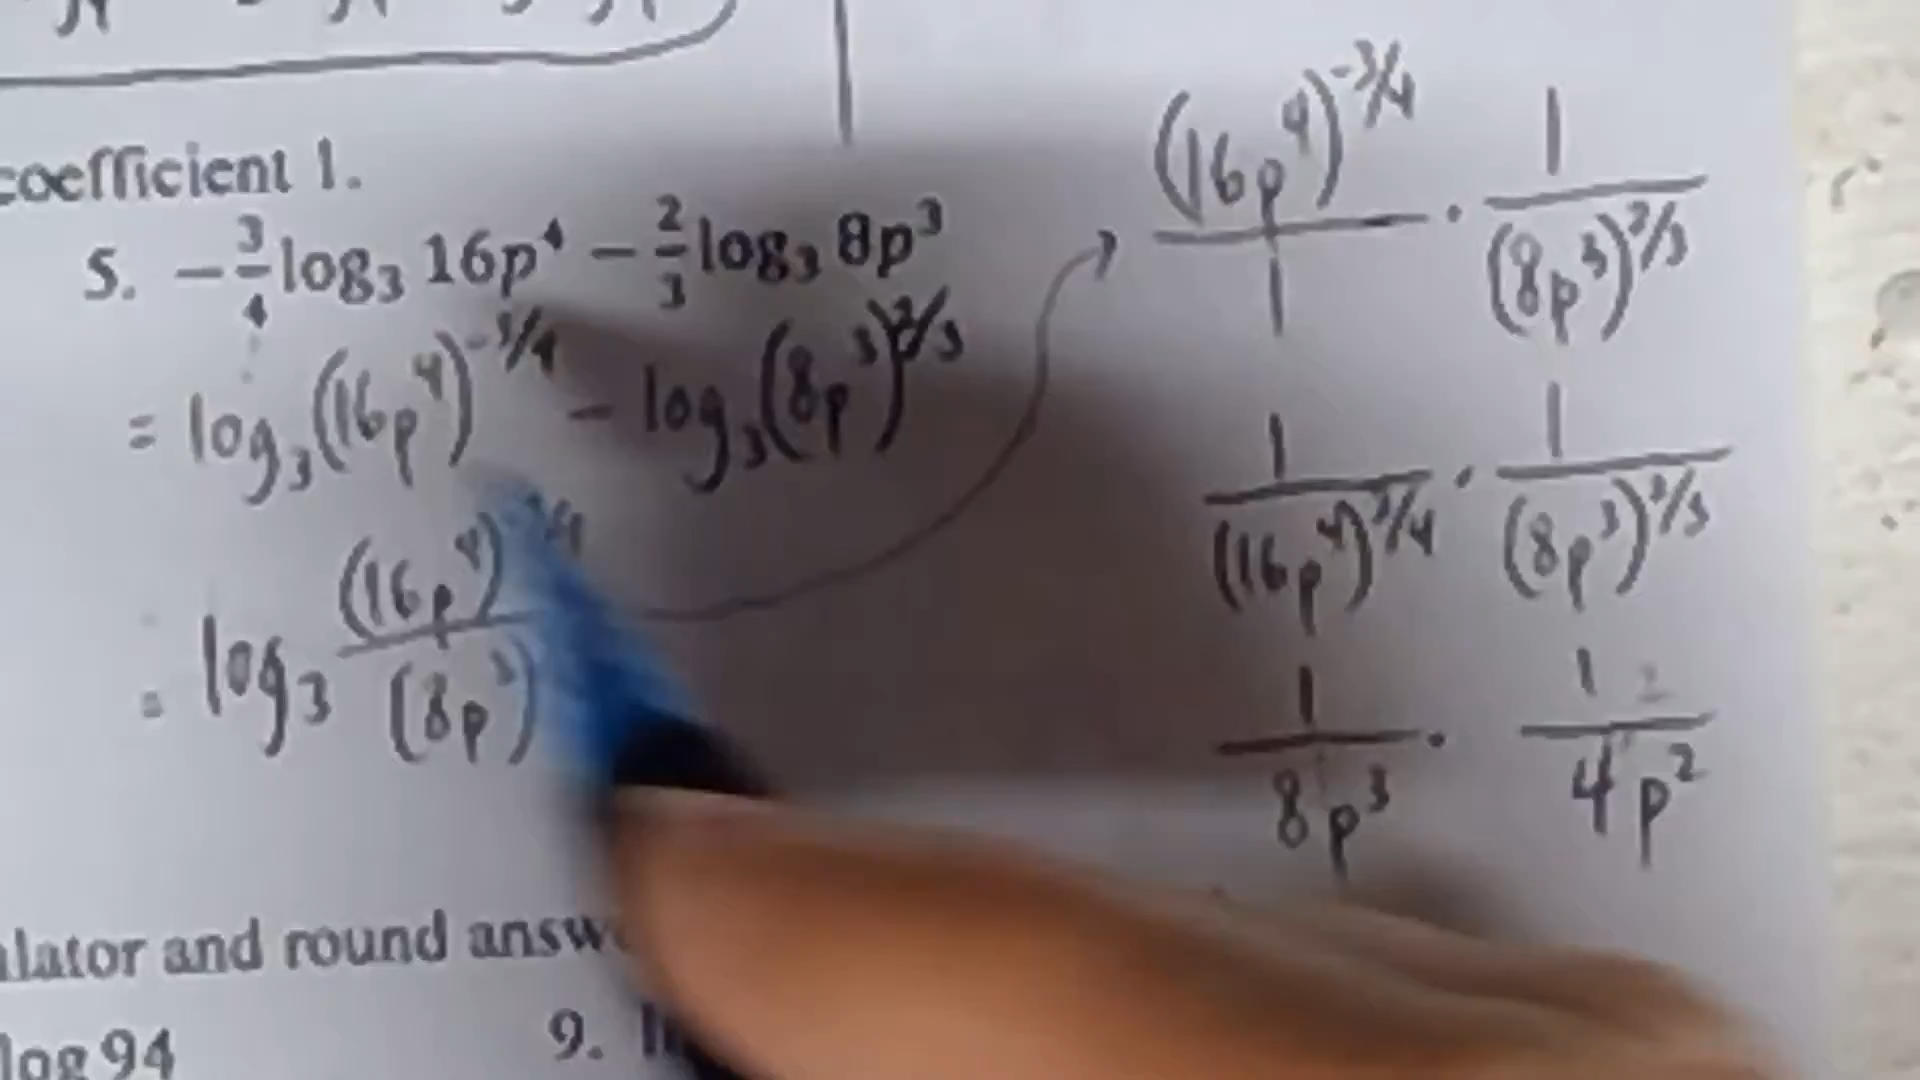 coefficient 1.
5. -3/4 log₃ 16p⁴ - 2/3 log₃ 8p³
= log₃(16p⁴)^-3/4 - log₃(8p³)^2/3
= log₃ (16p⁴) / (8p³)
(16p⁴)^-3/4 / 1 · 1 / (8p³)^2/3
1 / (16p⁴)^3/4 · 1 / (8p³)^2/3
1 / 8p³ · 1 / 4p²
and round
log 94
9.